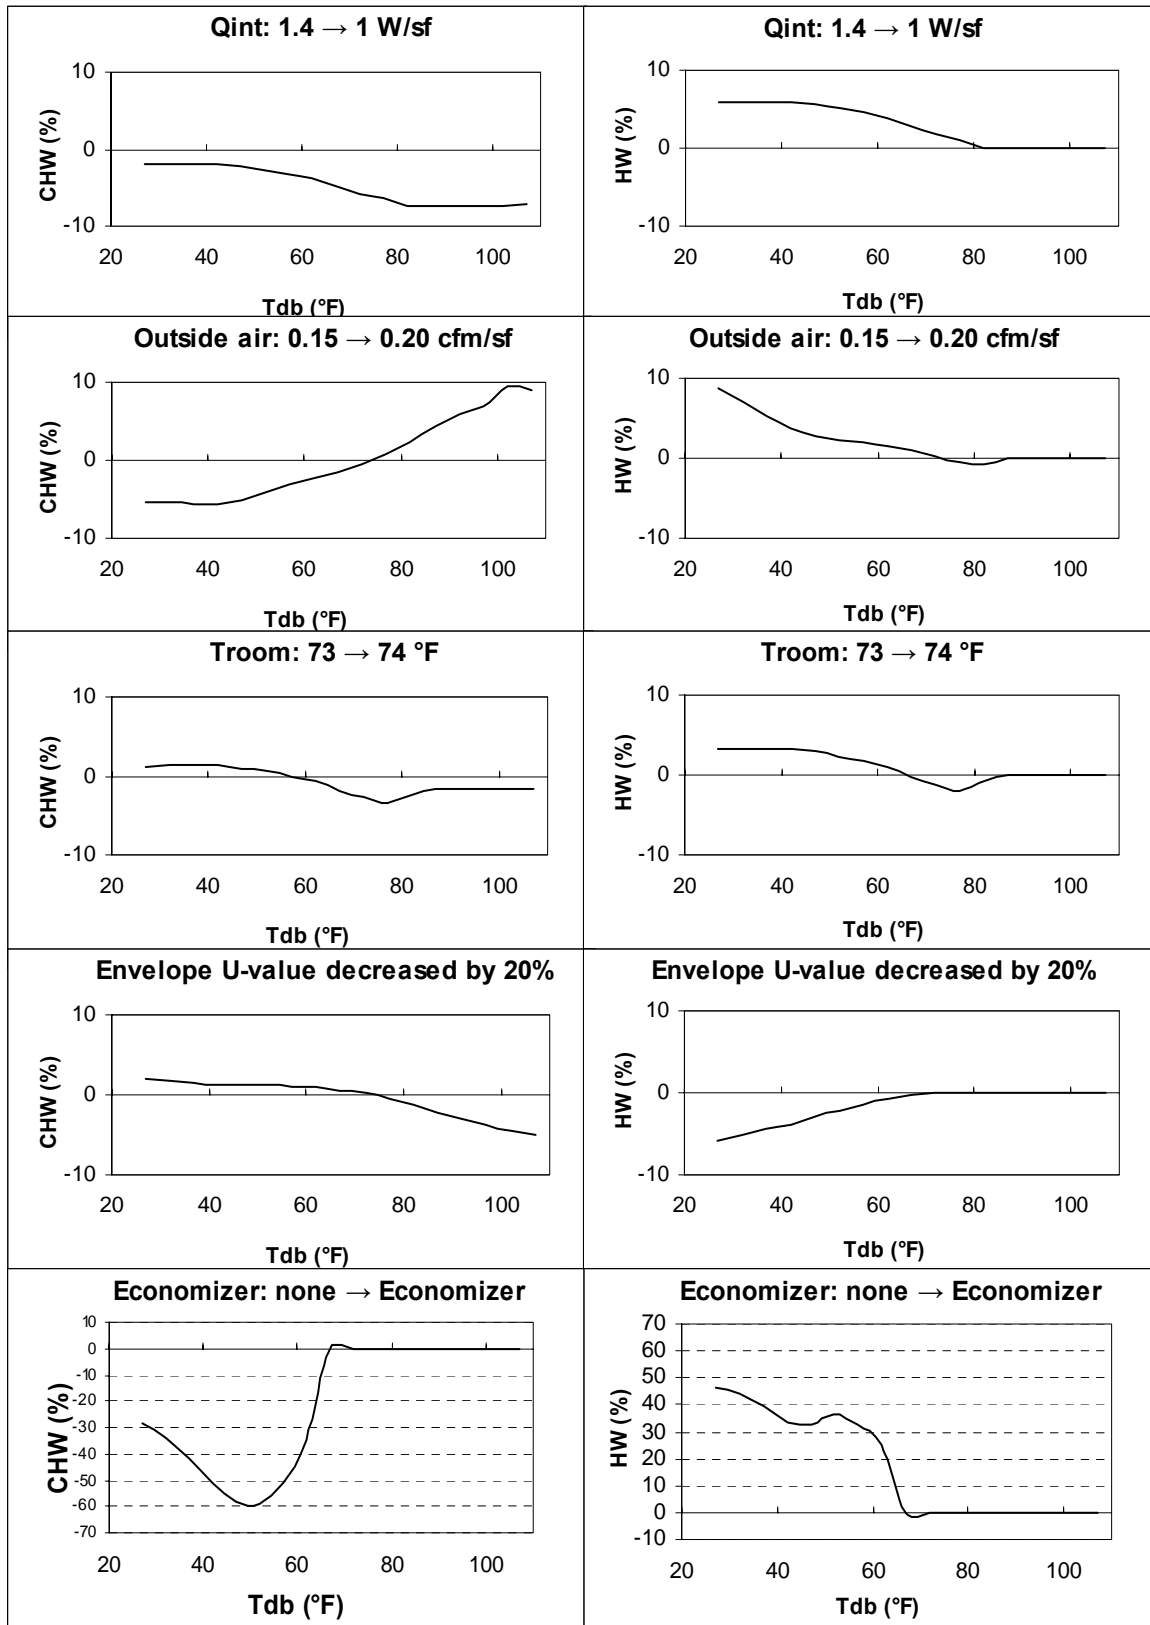 Qint: 1.4 → 1 W/sf
10
0
-10
CHW (%)
20 40 60 80 100
Tdb (°F)
Qint: 1.4 → 1 W/sf
10
0
-10
HW (%)
20 40 60 80 100
Tdb (°F)
Outside air: 0.15 → 0.20 cfm/sf
10
0
-10
CHW (%)
20 40 60 80 100
Tdb (°F)
Outside air: 0.15 → 0.20 cfm/sf
10
0
-10
HW (%)
20 40 60 80 100
Tdb (°F)
Troom: 73 → 74 °F
10
0
-10
CHW (%)
20 40 60 80 100
Tdb (°F)
Troom: 73 → 74 °F
10
0
-10
HW (%)
20 40 60 80 100
Tdb (°F)
Envelope U-value decreased by 20%
10
0
-10
CHW (%)
20 40 60 80 100
Tdb (°F)
Envelope U-value decreased by 20%
10
0
-10
HW (%)
20 40 60 80 100
Tdb (°F)
Economizer: none → Economizer
10
0
-10
-20
-30
-40
-50
-60
-70
CHW (%)
20 40 60 80 100
Tdb (°F)
Economizer: none → Economizer
70
60
50
40
30
20
10
0
-10
HW (%)
20 40 60 80 100
Tdb (°F)